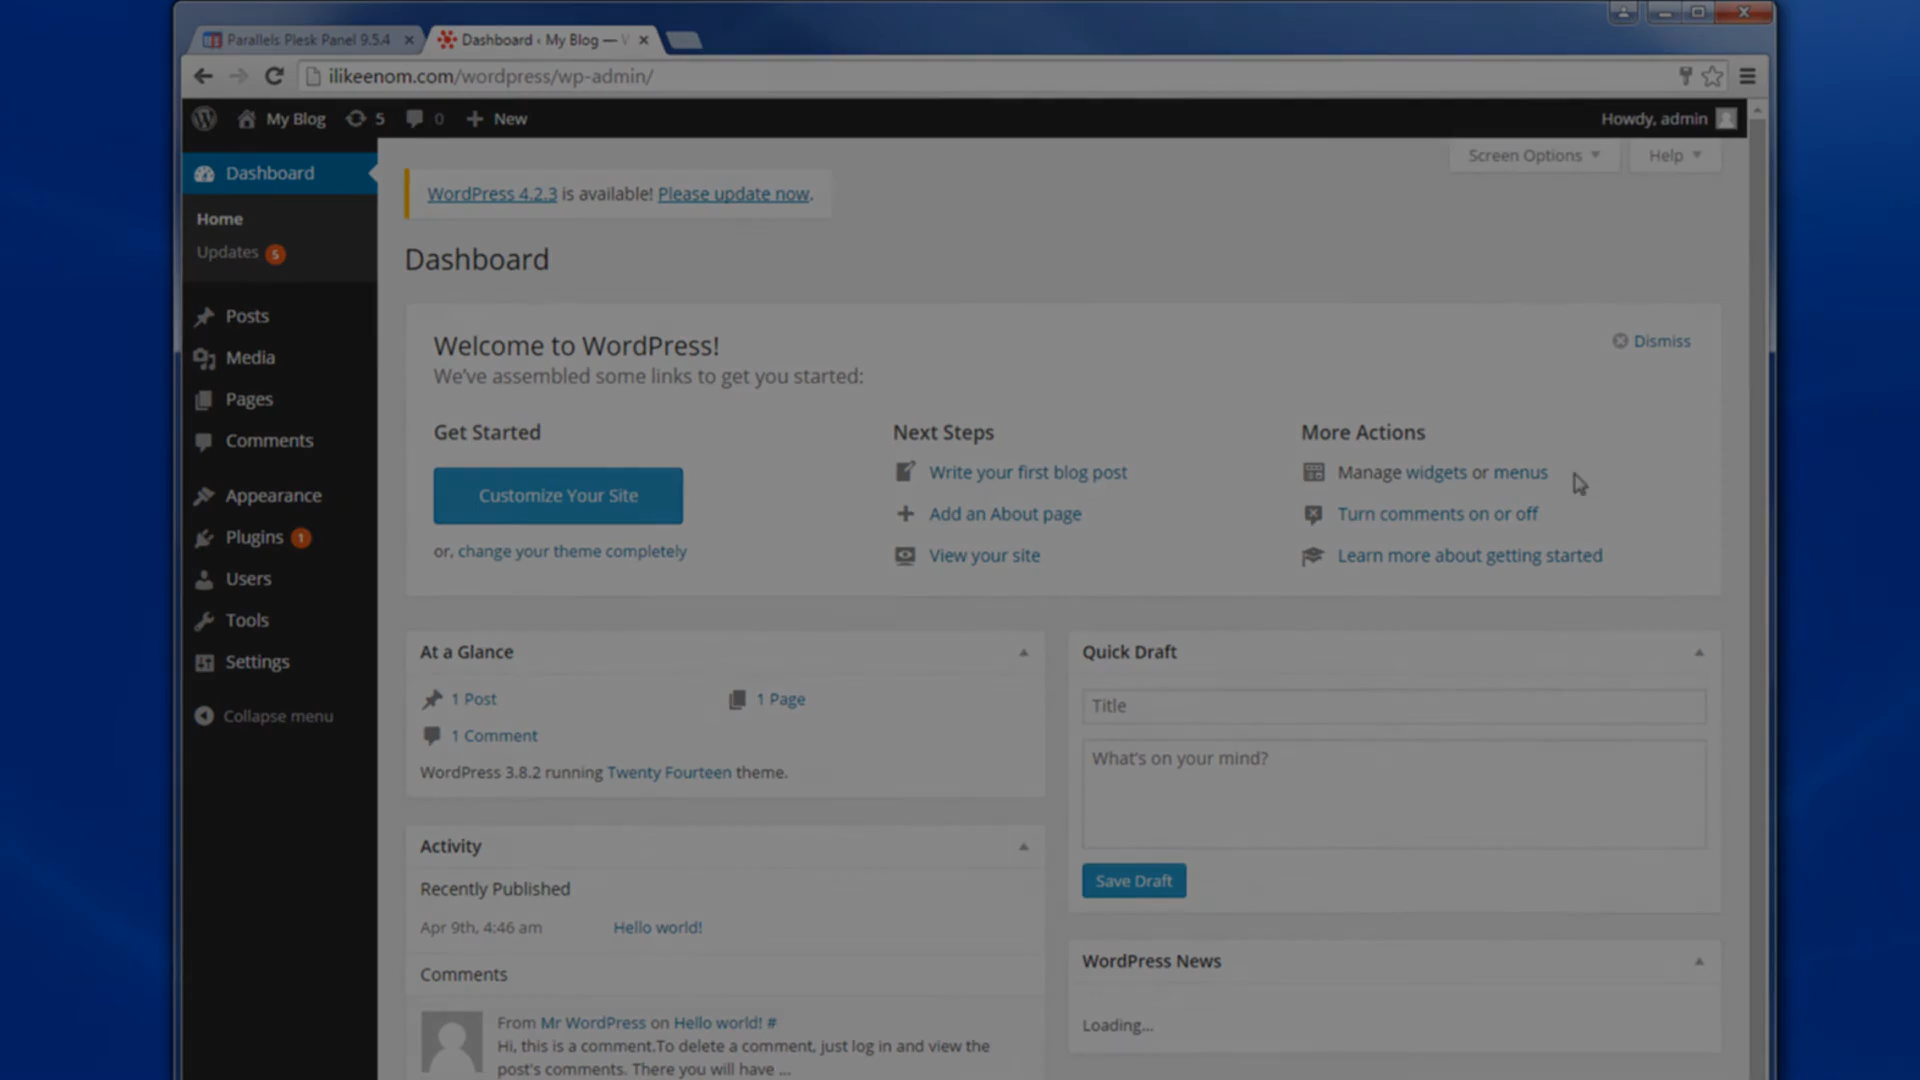 Parallels Plesk Panel 9.5.4
Dashboard ‹ My Blog —
ilikeenom.com/wordpress/wp-admin/
My Blog 5 0 New
Howdy, admin
Screen Options Help
Dashboard
Home
Updates 5
Posts
Media
Pages
Comments
Appearance
Plugins 1
Users
Tools
Settings
Collapse menu
WordPress 4.2.3 is available! Please update now.
Dashboard
Welcome to WordPress!
Dismiss
We've assembled some links to get you started:
Get Started
Customize Your Site
or, change your theme completely
Next Steps
Write your first blog post
Add an About page
View your site
More Actions
Manage widgets or menus
Turn comments on or off
Learn more about getting started
At a Glance
1 Post 1 Page
1 Comment
WordPress 3.8.2 running Twenty Fourteen theme.
Activity
Recently Published
Apr 9th, 4:46 am Hello world!
Comments
From Mr WordPress on Hello world! #
Hi, this is a comment.To delete a comment, just log in and view the
post's comments. There you will have ...
Quick Draft
Title
What's on your mind?
Save Draft
WordPress News
Loading...